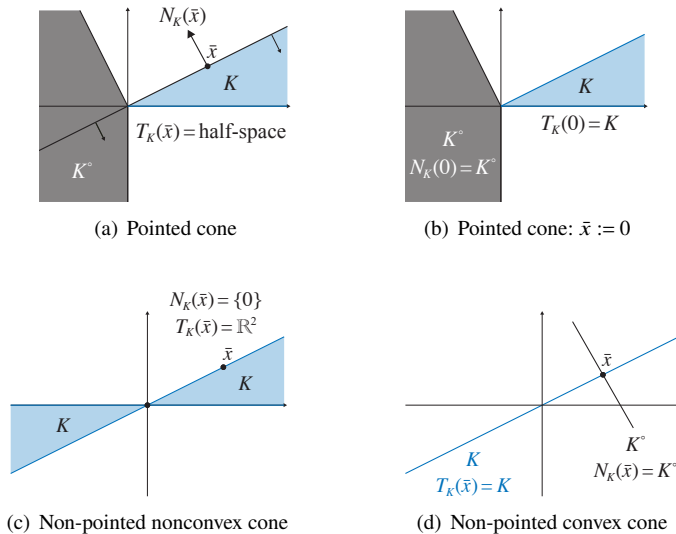 N_K(x̄)
x̄
K
T_K(x̄) = half-space
K°
(a) Pointed cone
K
T_K(0) = K
K°
N_K(0) = K°
(b) Pointed cone: x̄ := 0
N_K(x̄) = {0}
T_K(x̄) = ℝ²
x̄
K
K
(c) Non-pointed nonconvex cone
x̄
K°
K
N_K(x̄) = K°
T_K(x̄) = K
(d) Non-pointed convex cone